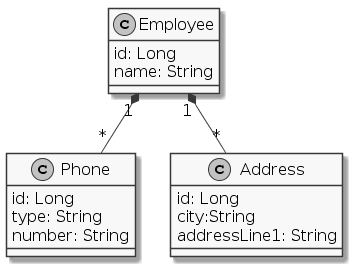 C Employee
id: Long
name: String
1 1
* *
C Phone
id: Long
type: String
number: String
C Address
id: Long
city:String
addressLine1: String